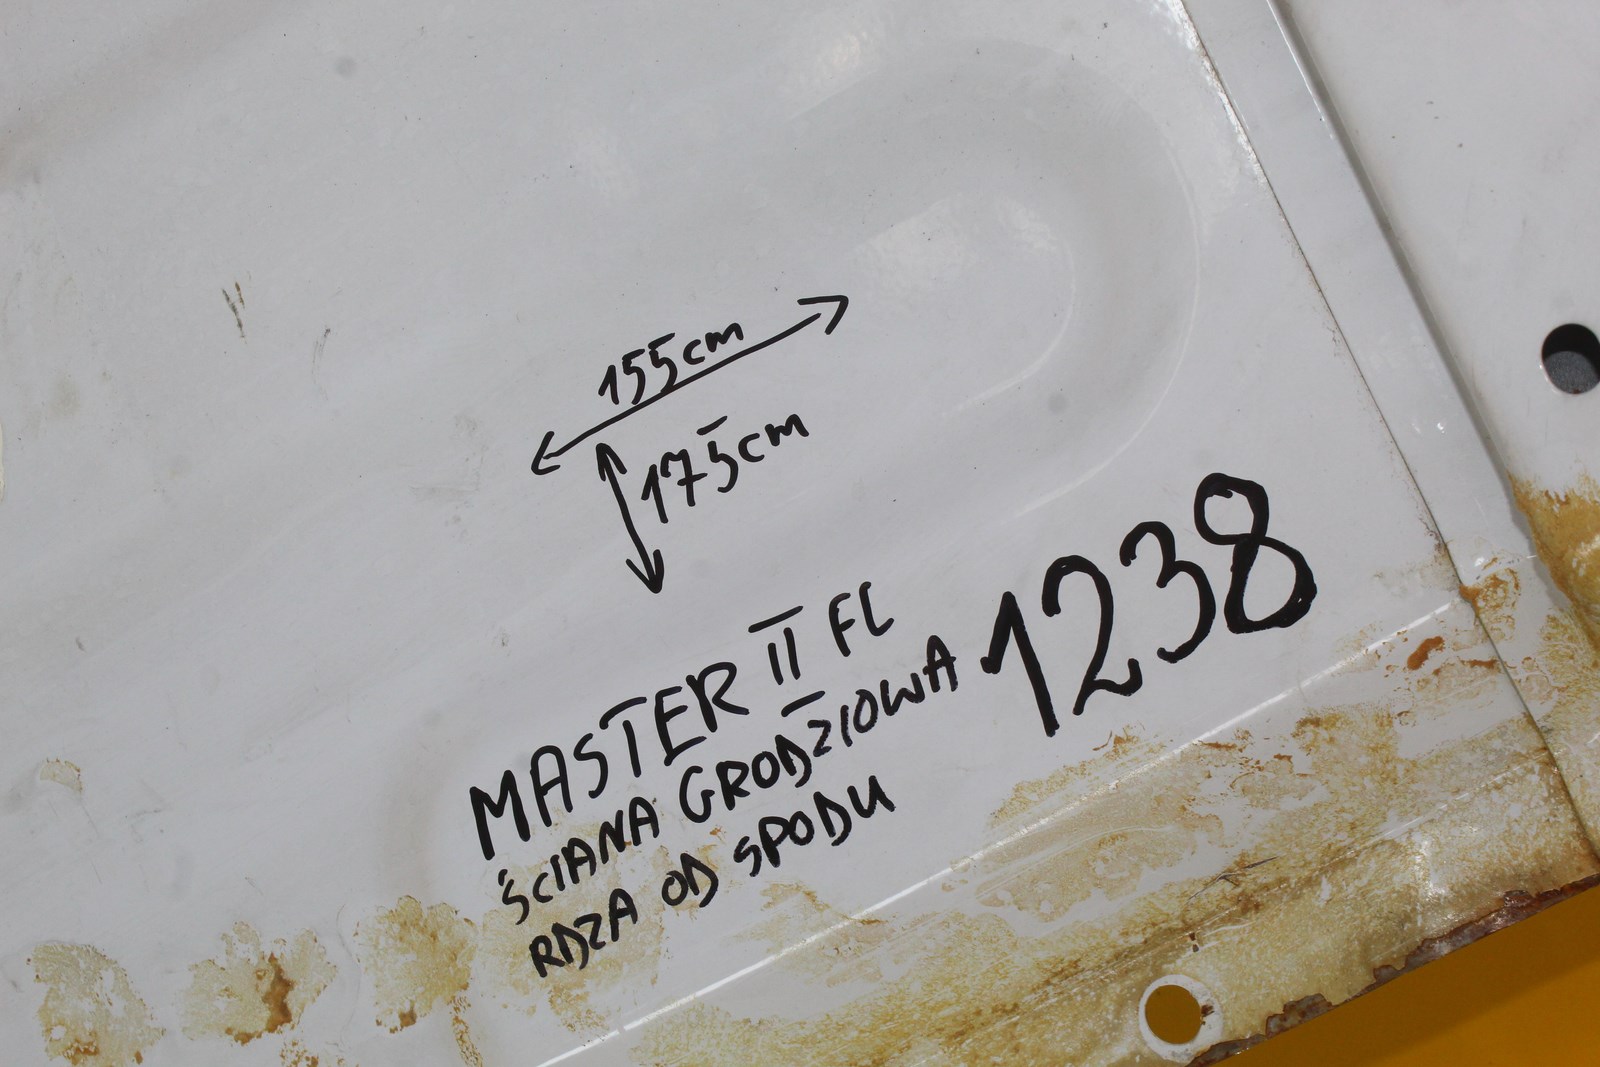 155cm
175cm
MASTER II FL
ŚCIANA GRODZIOWA 1238
RDZA OD SPODU